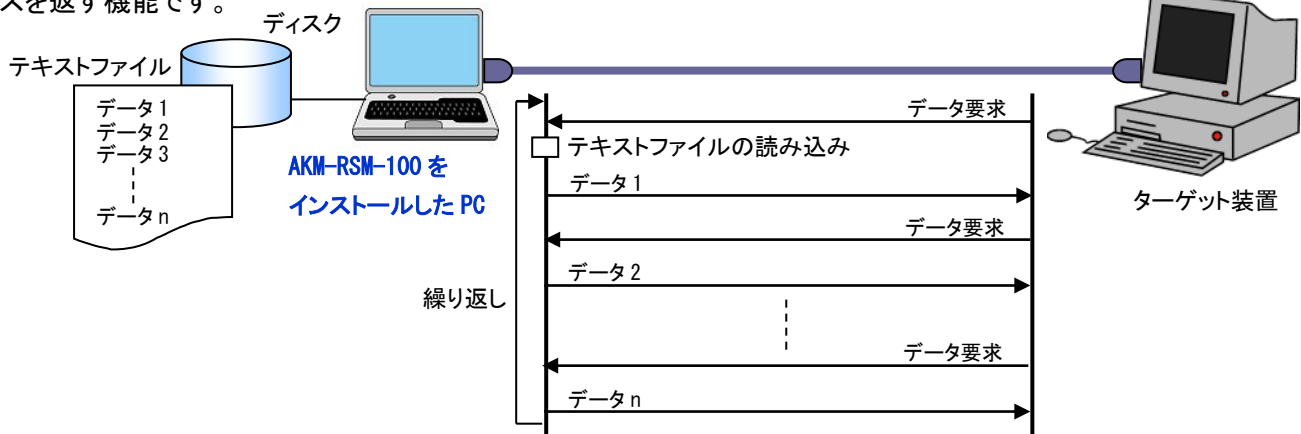 スを返す機能です。
ディスク
テキストファイル
データ1
データ2
データ3
データn
AKM-RSM-100 を
インストールした PC
データ要求
テキストファイルの読み込み
データ1
データ要求
データ2
繰り返し
データ要求
データn
ターゲット装置